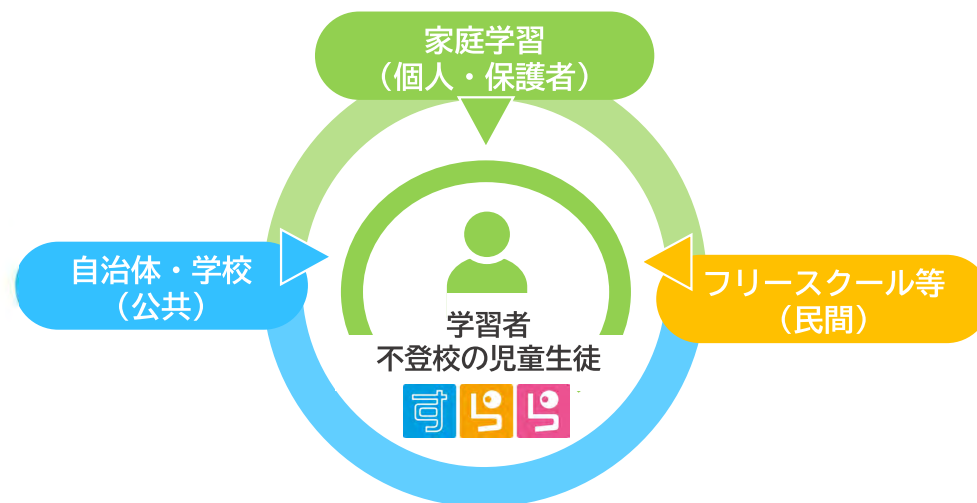 家庭学習
（個人・保護者）
自治体・学校
（公共）
フリースクール等
（民間）
学習者
不登校の児童生徒
すらら